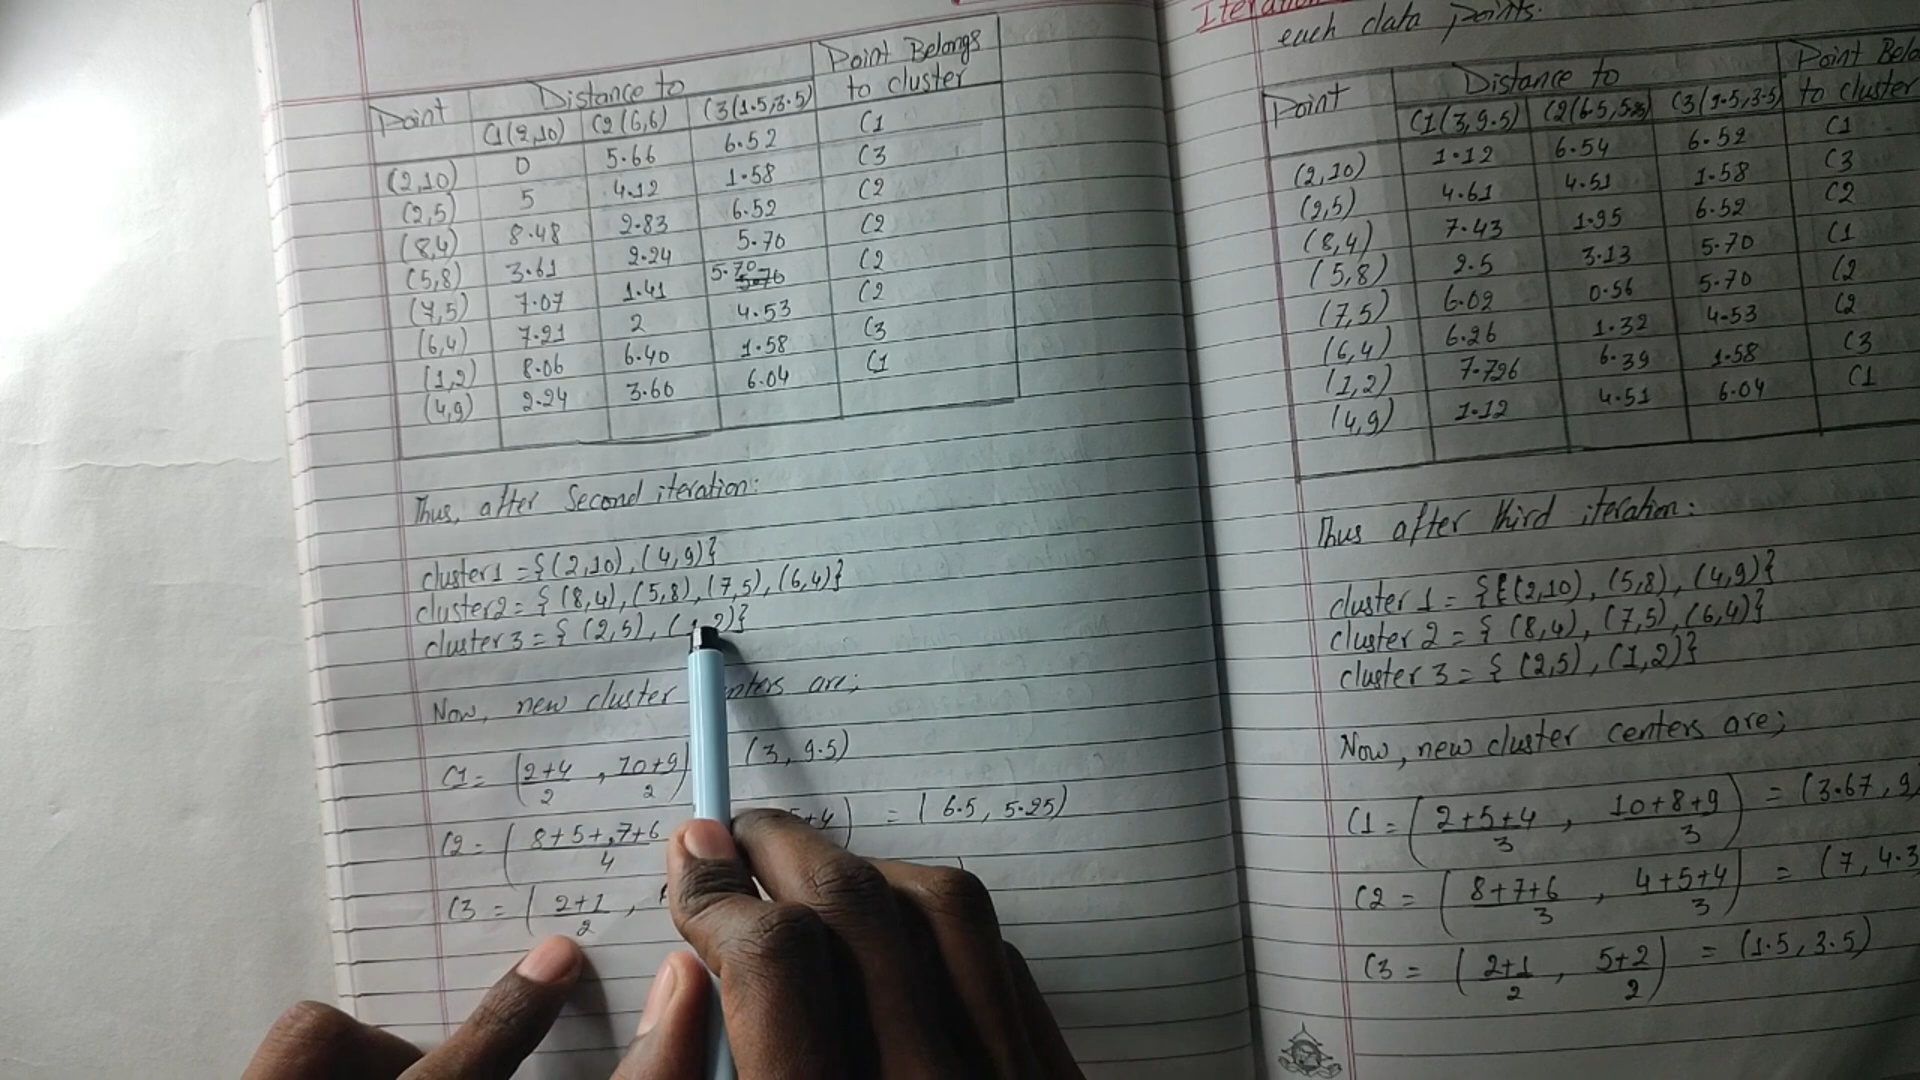 Point Distance to Point Belongs to cluster
C1(2,10) C2(6,6) C3(1.5,3.5)
(2,10) 0 5.66 6.52 C1
(2,5) 5 4.12 1.58 C3
(8,4) 8.48 2.83 6.52 C2
(5,8) 3.61 2.24 5.70 C2
(7,5) 7.07 1.41 5.70 C2
(6,4) 7.21 2 4.53 C2
(1,2) 8.06 6.40 1.58 C3
(4,9) 2.24 3.60 6.04 C1
Thus, after Second iteration:
cluster1 = {(2,10), (4,9)}
cluster2 = { (8,4), (5,8), (7,5), (6,4)}
cluster 3 = { (2,5), ( 2)}
Now, new cluster are;
C1 = (2+4/2, 10+9/2) (3, 9.5)
C2 = ( 8+5+7+6/4 +4) = (6.5, 5.25)
C3 = ( 2+1/2 ,
Iteration
each data points.
Point Distance to Point to cluster
C1(3,9.5) C2(6.5,5.25) C3(1.5,3.5)
(2,10) 1.12 6.54 6.52 C1
(2,5) 4.61 4.51 1.58 C3
(8,4) 7.43 1.95 6.52 C2
(5,8) 2.5 3.13 5.70 C1
(7,5) 6.02 0.56 5.70 C2
(6,4) 6.26 1.32 4.53 C2
(1,2) 7.726 6.39 1.58 C3
(4,9) 1.12 4.51 6.04 C1
Thus after third iteration:
cluster 1 = {(2,10), (5,8), (4,9)}
cluster 2 = { (8,4), (7,5), (6,4)}
cluster 3 = { (2,5), (1,2)}
Now, new cluster centers are;
C1 = ( 2+5+4/3 , 10+8+9/3 ) = (3.67, 9)
C2 = ( 8+7+6/3 , 4+5+4/3 ) = (7, 4.3
C3 = ( 2+1/2 , 5+2/2 ) = (1.5, 3.5)